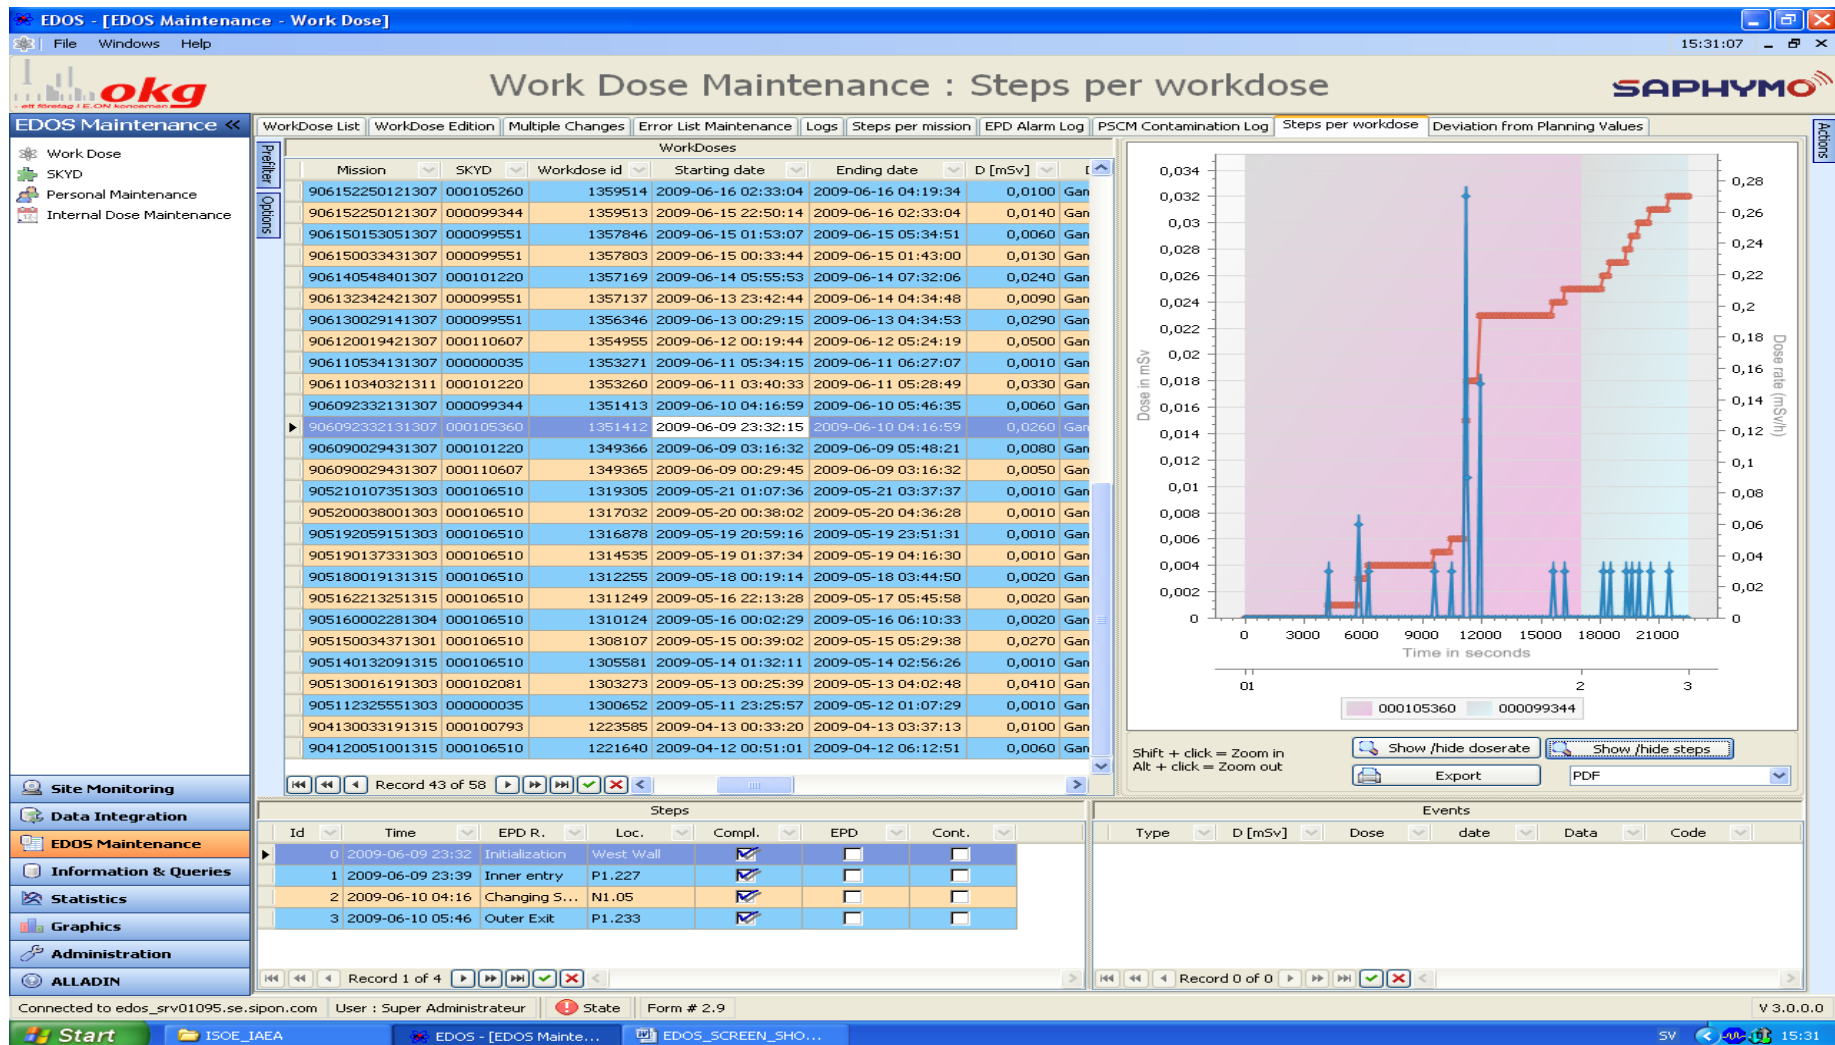 EDOS - [EDOS Maintenance - Work Dose]
File Windows Help 15:31:07
okg
- ett företag i E.ON koncernen
Work Dose Maintenance : Steps per workdose
SAPHYMO
EDOS Maintenance «
WorkDose List WorkDose Edition Multiple Changes Error List Maintenance Logs Steps per mission EPD Alarm Log PSCM Contamination Log Steps per workdose Deviation from Planning Values
Actions
Work Dose
SKYD
Personal Maintenance
Internal Dose Maintenance
Prefilter
Options
WorkDoses
Mission SKYD Workdose id Starting date Ending date D [mSv]
906152250121307 000105260 1359514 2009-06-16 02:33:04 2009-06-16 04:19:34 0,0100 Gan
906152250121307 000099344 1359513 2009-06-15 22:50:14 2009-06-16 02:33:04 0,0140 Gan
906150153051307 000099551 1357846 2009-06-15 01:53:07 2009-06-15 05:34:51 0,0060 Gan
906150033431307 000099551 1357803 2009-06-15 00:33:44 2009-06-15 01:43:00 0,0130 Gan
906140548401307 000101220 1357169 2009-06-14 05:55:53 2009-06-14 07:32:06 0,0240 Gan
906132342421307 000099551 1357137 2009-06-13 23:42:44 2009-06-14 04:34:48 0,0090 Gan
906130029141307 000099551 1356346 2009-06-13 00:29:15 2009-06-13 04:34:53 0,0290 Gan
906120019421307 000110607 1354955 2009-06-12 00:19:44 2009-06-12 05:24:19 0,0500 Gan
906110534131307 000000035 1353271 2009-06-11 05:34:15 2009-06-11 06:27:07 0,0010 Gan
906110340321311 000101220 1353260 2009-06-11 03:40:33 2009-06-11 05:28:49 0,0330 Gan
906092332131307 000099344 1351413 2009-06-10 04:16:59 2009-06-10 05:46:35 0,0060 Gan
906092332131307 000105360 1351412 2009-06-09 23:32:15 2009-06-10 04:16:59 0,0260 Gan
906090029431307 000101220 1349366 2009-06-09 03:16:32 2009-06-09 05:48:21 0,0080 Gan
906090029431307 000110607 1349365 2009-06-09 00:29:45 2009-06-09 03:16:32 0,0050 Gan
905210107351303 000106510 1319305 2009-05-21 01:07:36 2009-05-21 03:37:37 0,0010 Gan
905200038001303 000106510 1317032 2009-05-20 00:38:02 2009-05-20 04:36:28 0,0010 Gan
905192059151303 000106510 1316878 2009-05-19 20:59:16 2009-05-19 23:51:31 0,0010 Gan
905190137331303 000106510 1314535 2009-05-19 01:37:34 2009-05-19 04:16:30 0,0010 Gan
905180019131315 000106510 1312255 2009-05-18 00:19:14 2009-05-18 03:44:50 0,0020 Gan
905162213251315 000106510 1311249 2009-05-16 22:13:28 2009-05-17 05:45:58 0,0020 Gan
905160002281304 000106510 1310124 2009-05-16 00:02:29 2009-05-16 06:10:33 0,0020 Gan
905150034371301 000106510 1308107 2009-05-15 00:39:02 2009-05-15 05:29:38 0,0270 Gan
905140132091315 000106510 1305581 2009-05-14 01:32:11 2009-05-14 02:56:26 0,0010 Gan
905130016191303 000102081 1303273 2009-05-13 00:25:39 2009-05-13 04:02:48 0,0410 Gan
905112325551303 000000035 1300652 2009-05-11 23:25:57 2009-05-12 01:07:29 0,0010 Gan
904130033191315 000100793 1223585 2009-04-13 00:33:20 2009-04-13 03:37:13 0,0100 Gan
904120051001315 000106510 1221640 2009-04-12 00:51:01 2009-04-12 06:12:51 0,0060 Gan
Record 43 of 58
Dose in mSv
0,034
0,032
0,03
0,028
0,026
0,024
0,022
0,02
0,018
0,016
0,014
0,012
0,01
0,008
0,006
0,004
0,002
0
0,28
0,26
0,24
0,22
0,2
0,18
0,16
0,14
0,12
0,1
0,08
0,06
0,04
0,02
0
Dose rate (mSv/h)
0 3000 6000 9000 12000 15000 18000 21000
Time in seconds
01 2 3
000105360 000099344
Shift + click = Zoom in
Alt + click = Zoom out
Show /hide doserate Show /hide steps
Export PDF
Site Monitoring
Data Integration
EDOS Maintenance
Information & Queries
Statistics
Graphics
Administration
ALLADIN
Steps
Id Time EPD R. Loc. Compl. EPD Cont.
0 2009-06-09 23:32 Initialization West Wall
1 2009-06-09 23:39 Inner entry P1.227
2 2009-06-10 04:16 Changing S... N1.05
3 2009-06-10 05:46 Outer Exit P1.233
Record 1 of 4
Events
Type D [mSv] Dose date Data Code
Record 0 of 0
Connected to edos_srv01095.se.sipon.com User : Super Administrateur State Form # 2.9 V 3.0.0.0
Start ISOE_IAEA EDOS - [EDOS Mainte... EDOS_SCREEN_SHO... SV 15:31